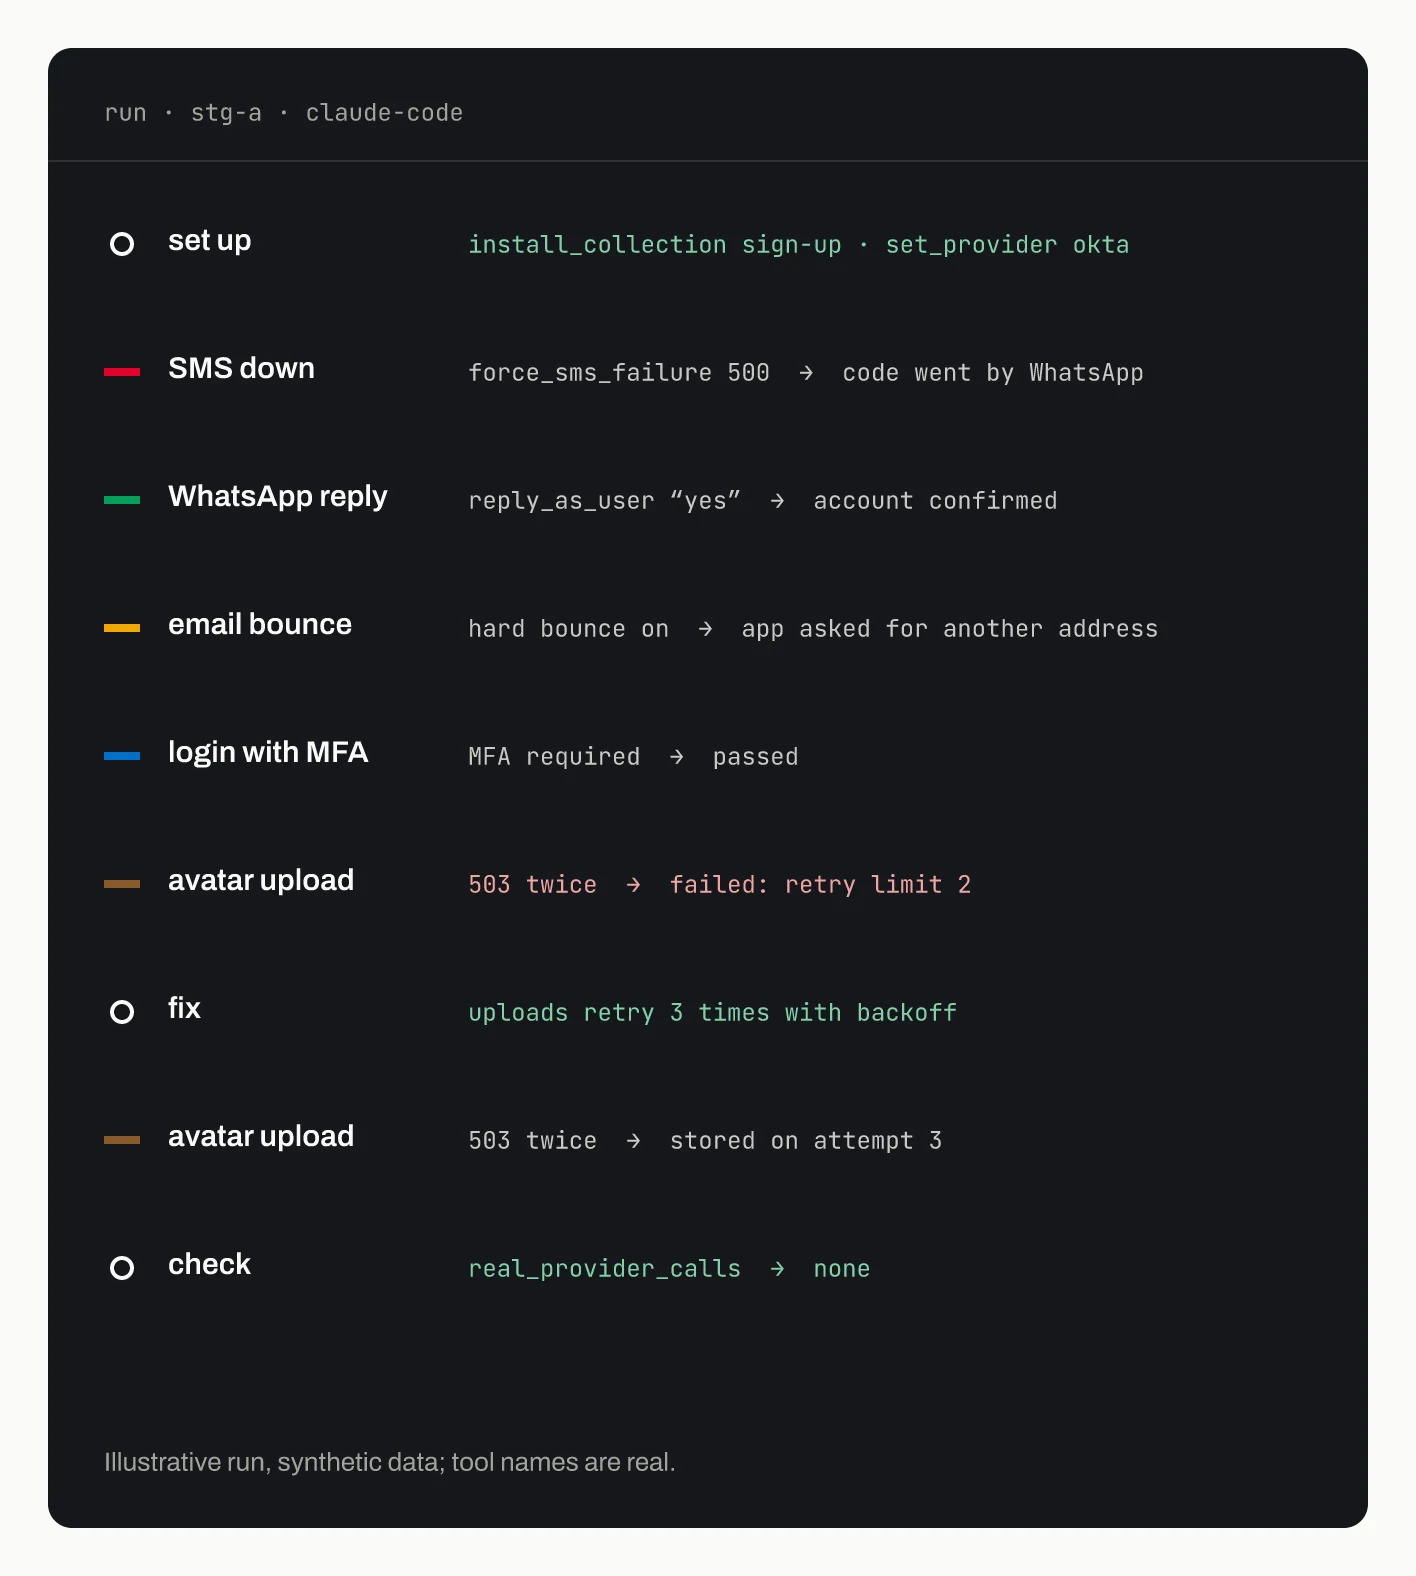 run · stg-a · claude-code
set up install_collection sign-up · set_provider okta
SMS down force_sms_failure 500 → code went by WhatsApp
WhatsApp reply reply_as_user “yes” → account confirmed
email bounce hard bounce on → app asked for another address
login with MFA MFA required → passed
avatar upload 503 twice → failed: retry limit 2
fix uploads retry 3 times with backoff
avatar upload 503 twice → stored on attempt 3
check real_provider_calls → none
Illustrative run, synthetic data; tool names are real.